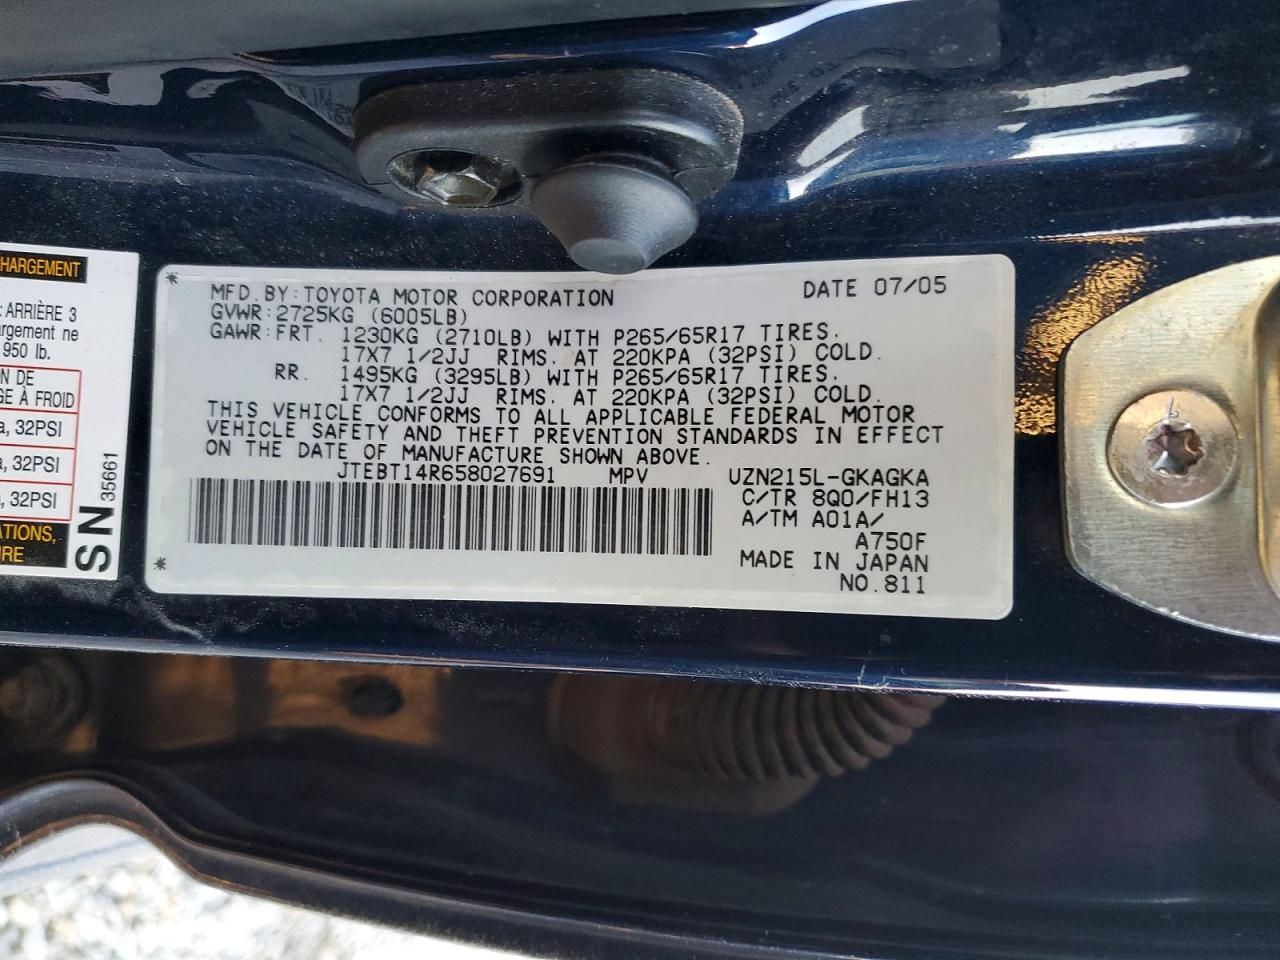 MFD.BY:TOYOTA MOTOR CORPORATION DATE 07/05
GVWR:2725KG (6005LB)
GAWR:FRT. 1230KG (2710LB) WITH P265/65R17 TIRES.
17X7 1/2JJ RIMS. AT 220KPA (32PSI) COLD.
RR. 1495KG (3295LB) WITH P265/65R17 TIRES.
17X7 1/2JJ RIMS. AT 220KPA (32PSI) COLD.
THIS VEHICLE CONFORMS TO ALL APPLICABLE FEDERAL MOTOR
VEHICLE SAFETY AND THEFT PREVENTION STANDARDS IN EFFECT
ON THE DATE OF MANUFACTURE SHOWN ABOVE.
JTEBT14R658027691 MPV UZN215L-GKAGKA
C/TR 8Q0/FH13
A/TM A01A/
A750F
MADE IN JAPAN
NO.811
HARGEMENT
: ARRIÈRE 3
argement ne
950 lb.
N DE
GE À FROID
a, 32PSI
a, 32PSI
a, 32PSI
ATIONS,
URE
SN 35661